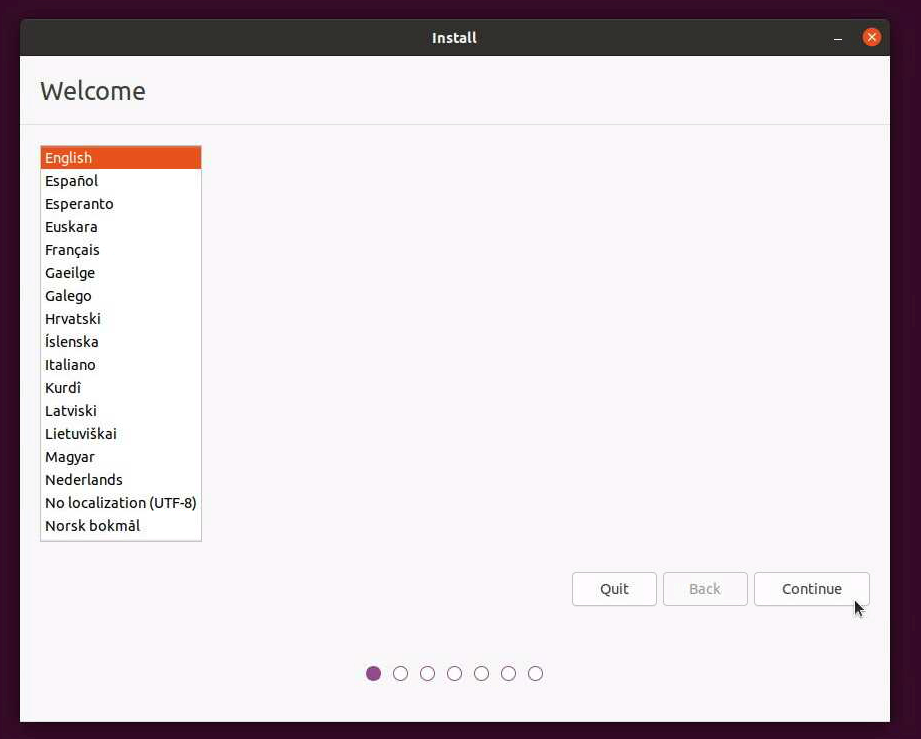 Install
Welcome
English
Español
Esperanto
Euskara
Français
Gaeilge
Galego
Hrvatski
Íslenska
Italiano
Kurdî
Latviski
Lietuviškai
Magyar
Nederlands
No localization (UTF-8)
Norsk bokmål
Quit Back Continue